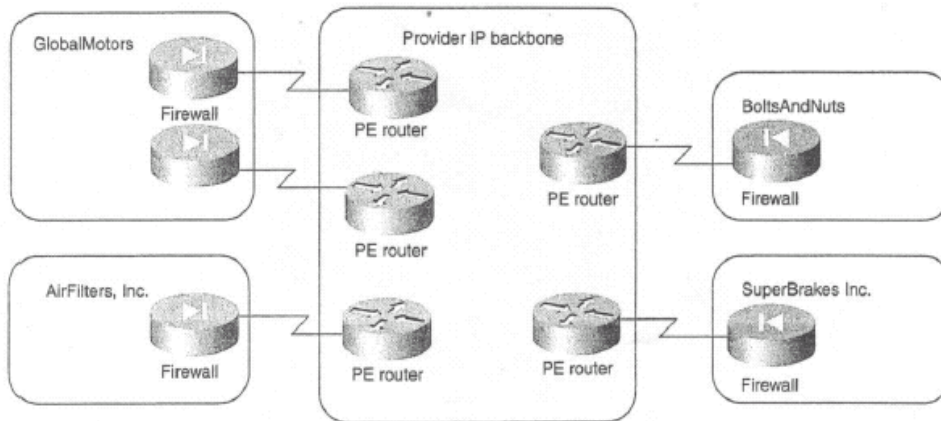 GlobalMotors
Firewall
Provider IP backbone
PE router
PE router
AirFilters, Inc.
Firewall
PE router
BoltsAndNuts
PE router
Firewall
SuperBrakes Inc.
PE router
Firewall